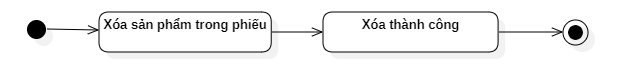 Xóa sản phẩm trong phiếu
Xóa thành công